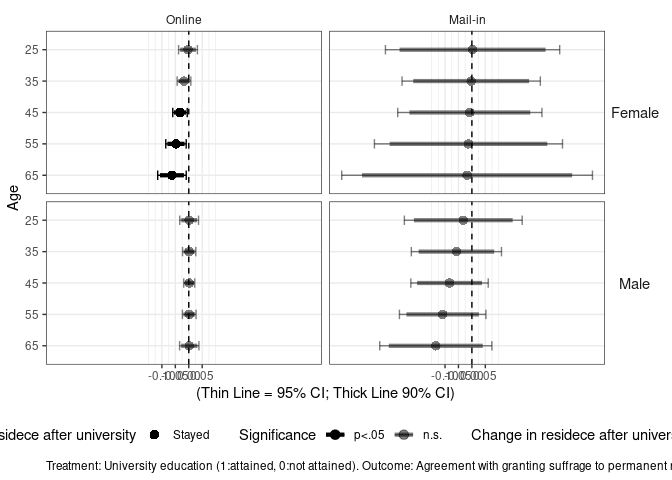 Online Mail-in
25
35
45
55
65
Female
25
35
45
55
65
Male
Age
(Thin Line = 95% CI; Thick Line 90% CI)
sidece after university Stayed Significance p<.05 n.s. Change in residece after univer
Treatment: University education (1:attained, 0:not attained). Outcome: Agreement with granting suffrage to permanent r